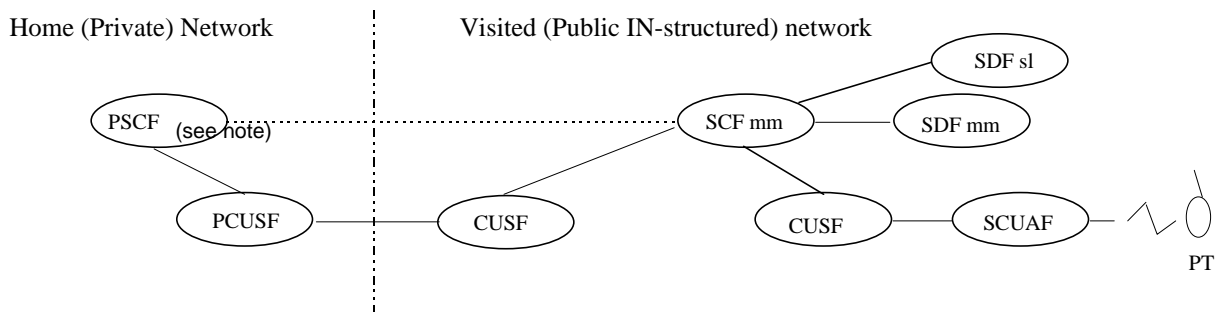 Home (Private) Network
Visited (Public IN-structured) network
SDF sl
PSCF
(see note)
SCF mm
SDF mm
PCUSF
CUSF
CUSF
SCUAF
PT